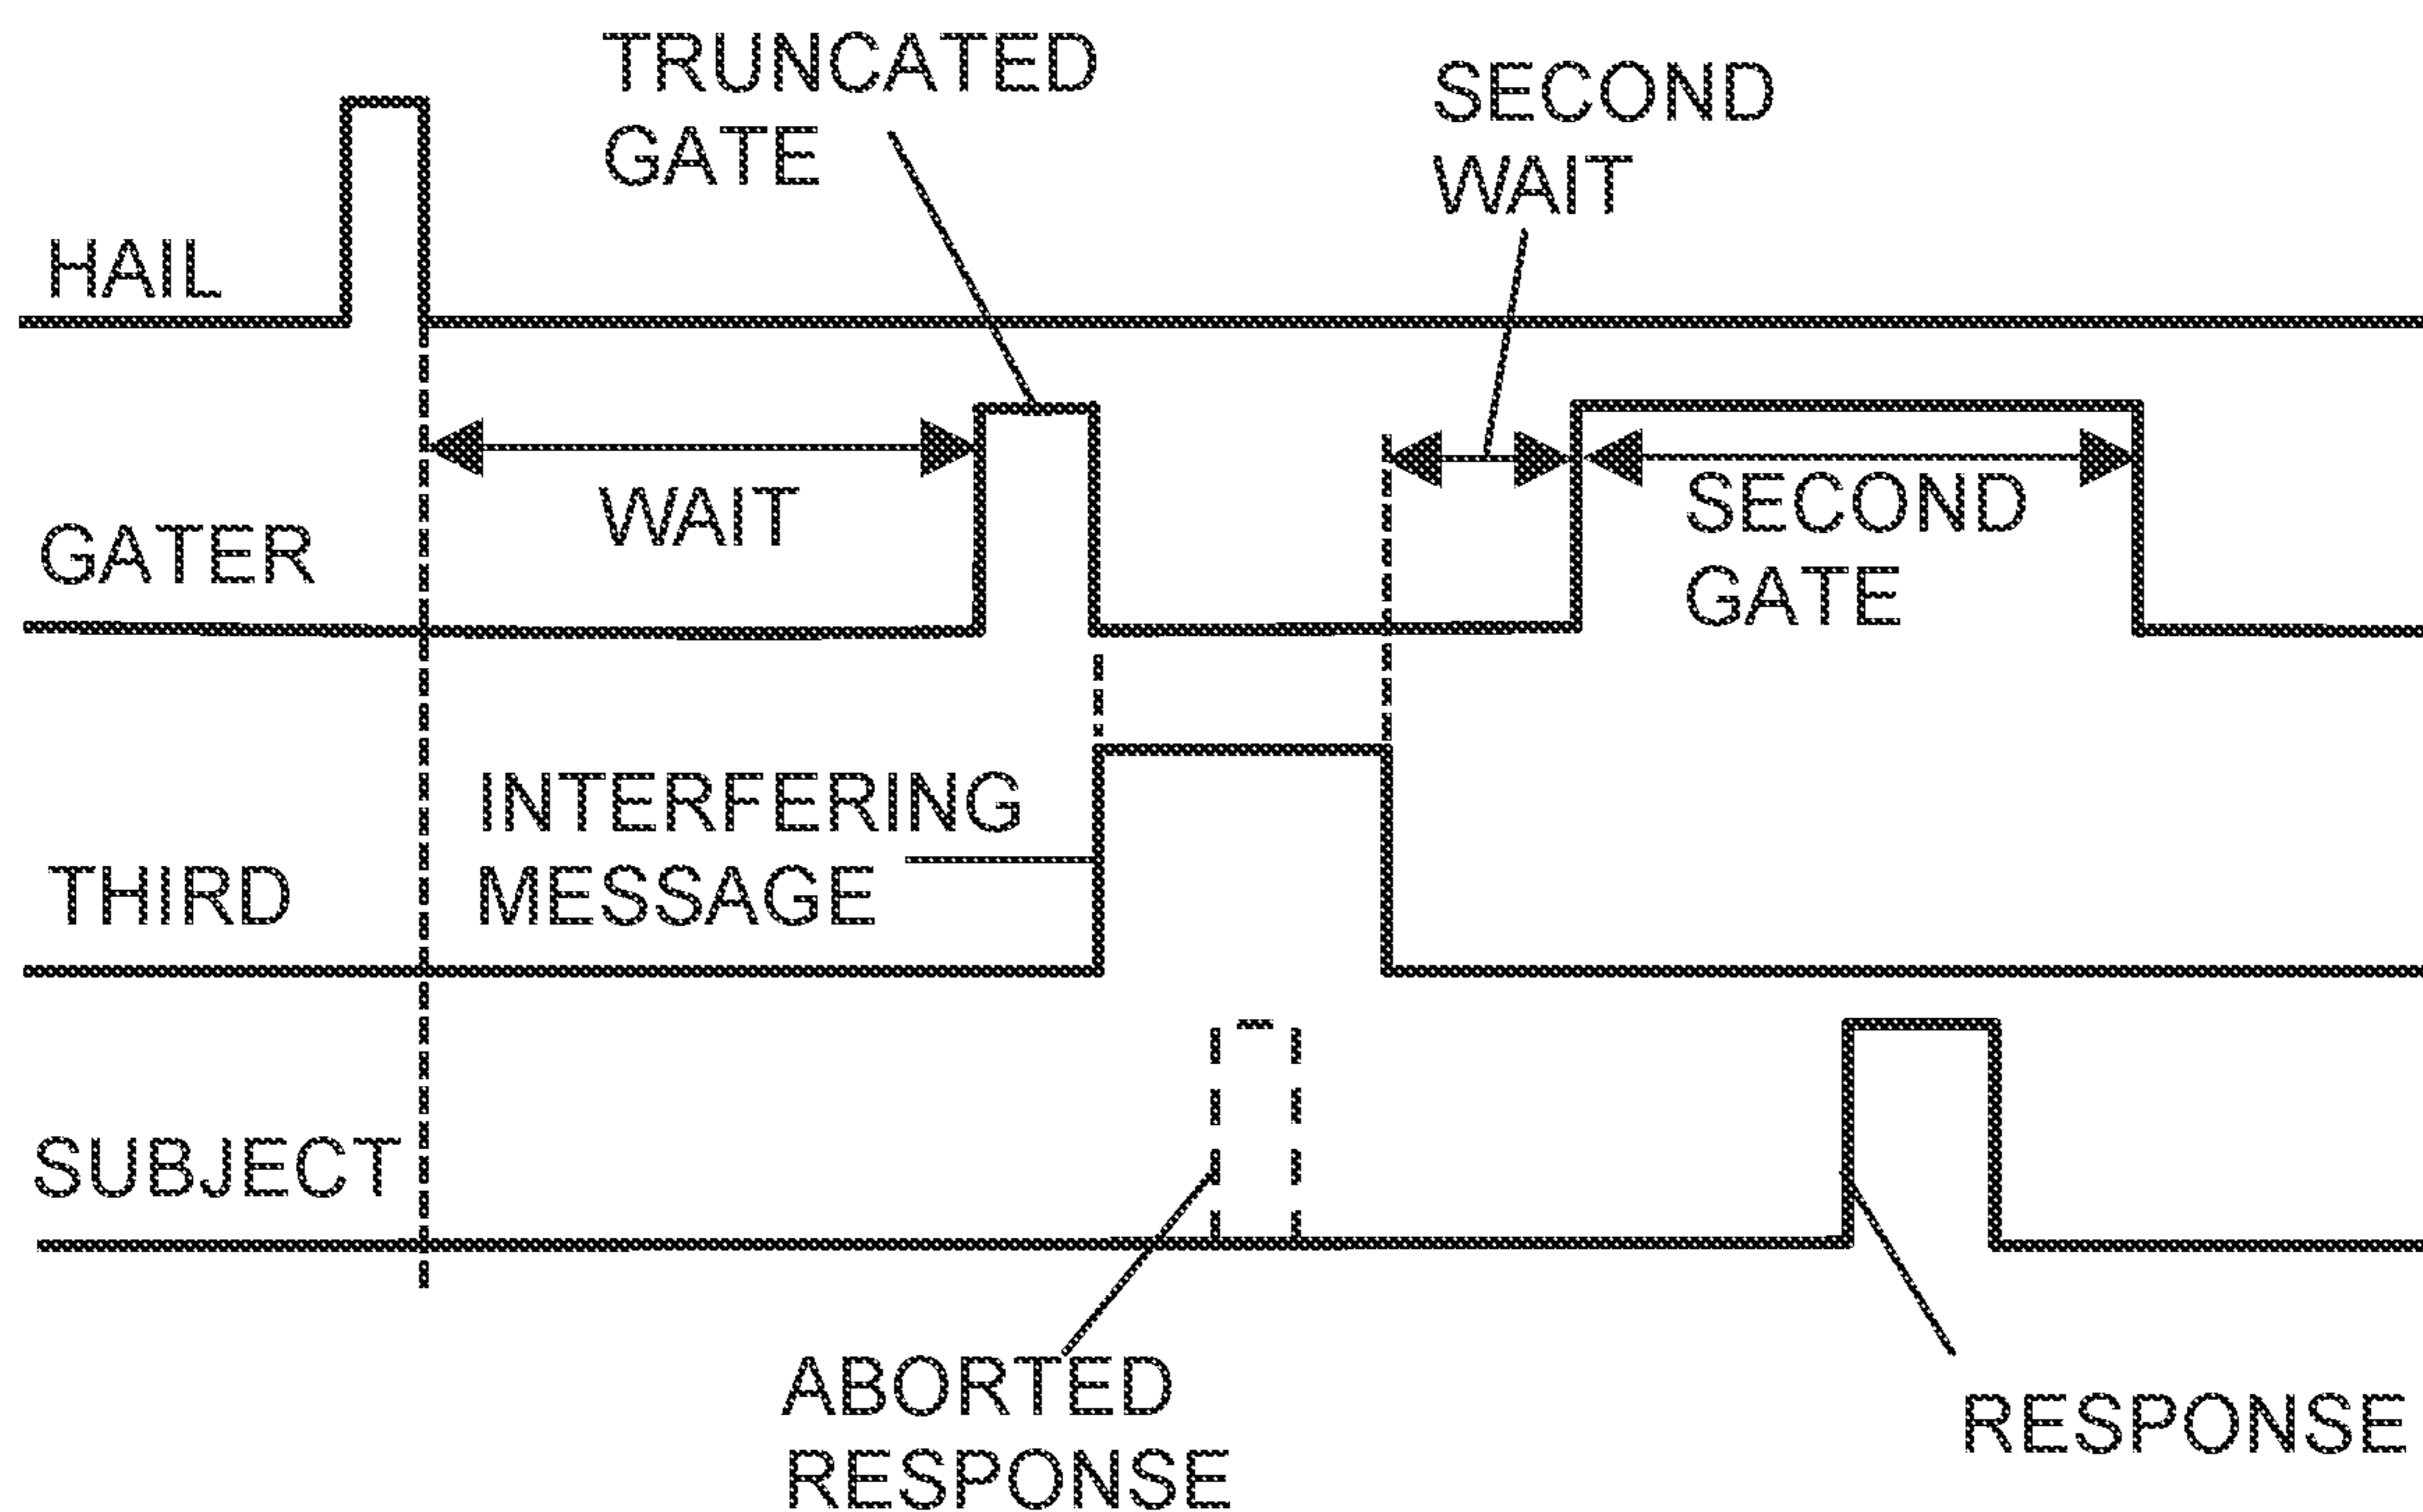 TRUNCATED
GATE
SECOND
WAIT
HAIL
WAIT
SECOND
GATE
GATER
INTERFERING
MESSAGE
THIRD
SUBJECT
ABORTED
RESPONSE
RESPONSE